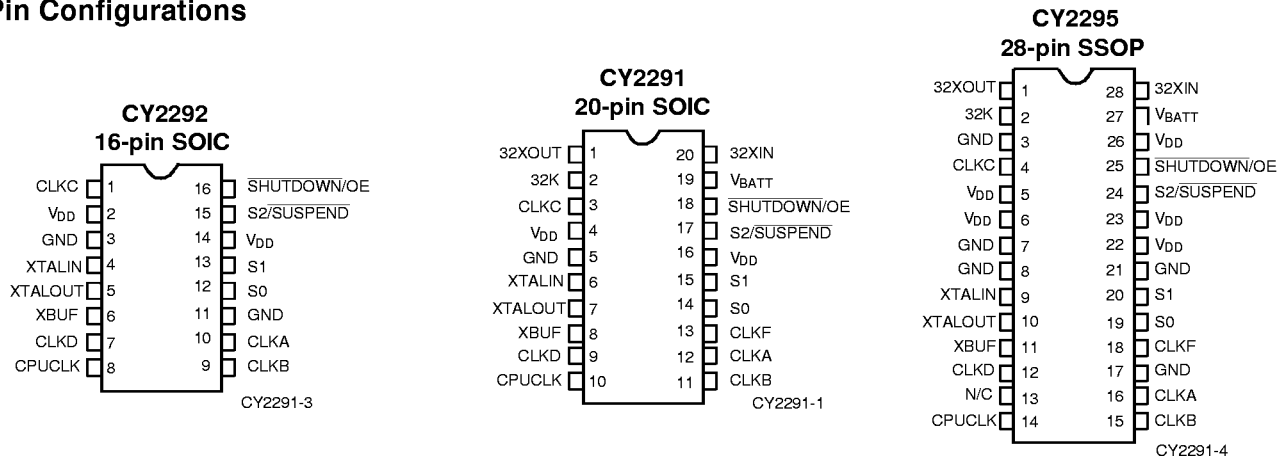 Pin Configurations
CY2292
16-pin SOIC
CLKC 1 16 SHUTDOWN/OE
VDD 2 15 S2/SUSPEND
GND 3 14 VDD
XTALIN 4 13 S1
XTALOUT 5 12 S0
XBUF 6 11 GND
CLKD 7 10 CLKA
CPUCLK 8 9 CLKB
CY2291-3
CY2291
20-pin SOIC
32XOUT 1 20 32XIN
32K 2 19 VBATT
CLKC 3 18 SHUTDOWN/OE
VDD 4 17 S2/SUSPEND
GND 5 16 VDD
XTALIN 6 15 S1
XTALOUT 7 14 S0
XBUF 8 13 CLKF
CLKD 9 12 CLKA
CPUCLK 10 11 CLKB
CY2291-1
CY2295
28-pin SSOP
32XOUT 1 28 32XIN
32K 2 27 VBATT
GND 3 26 VDD
CLKC 4 25 SHUTDOWN/OE
VDD 5 24 S2/SUSPEND
VDD 6 23 VDD
GND 7 22 VDD
GND 8 21 GND
XTALIN 9 20 S1
XTALOUT 10 19 S0
XBUF 11 18 CLKF
CLKD 12 17 GND
N/C 13 16 CLKA
CPUCLK 14 15 CLKB
CY2291-4